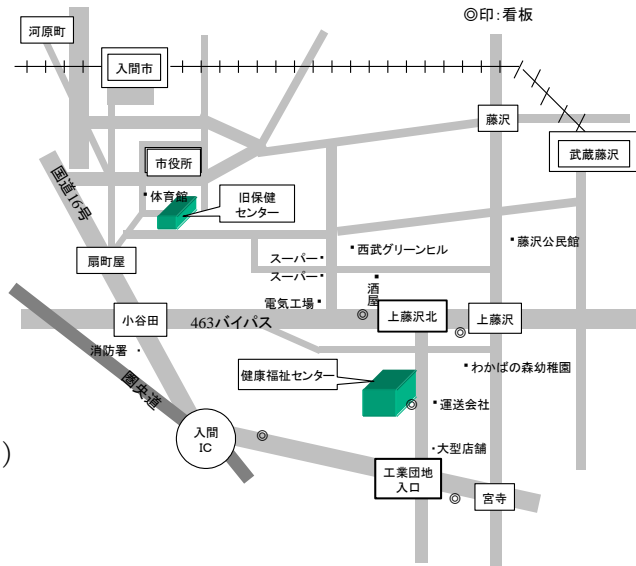 ◎印:看板
河原町
入間市
藤沢
武蔵藤沢
市役所
国道16号
・体育館
旧保健
センター
扇町屋
・西武グリーンヒル
・藤沢公民館
スーパー・
スーパー・
・酒屋
電気工場・
小谷田
463バイパス
◎
上藤沢北
◎
上藤沢
消防署・
圏央道
健康福祉センター
・わかばの森幼稚園
◎
・運送会社
入間
IC
◎
・大型店舗
工業団地
入口
◎
宮寺
)